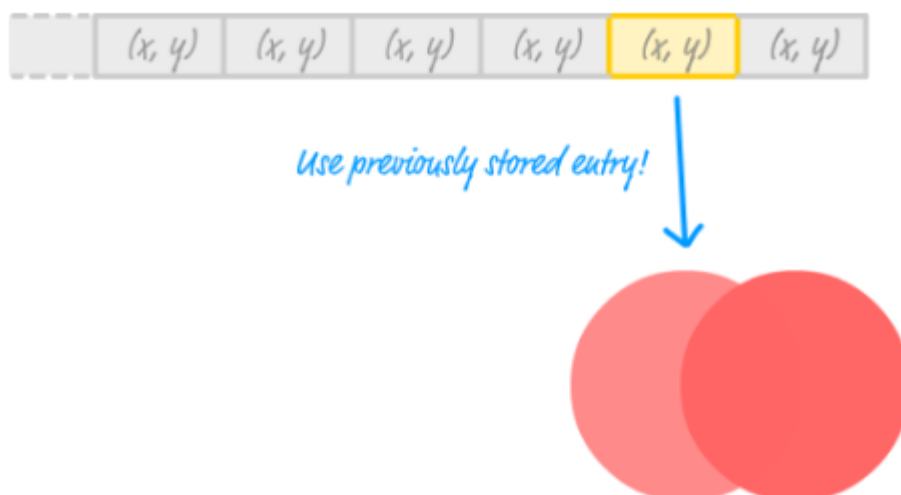 (x, y) (x, y) (x, y) (x, y) (x, y) (x, y)
Use previously stored entry!